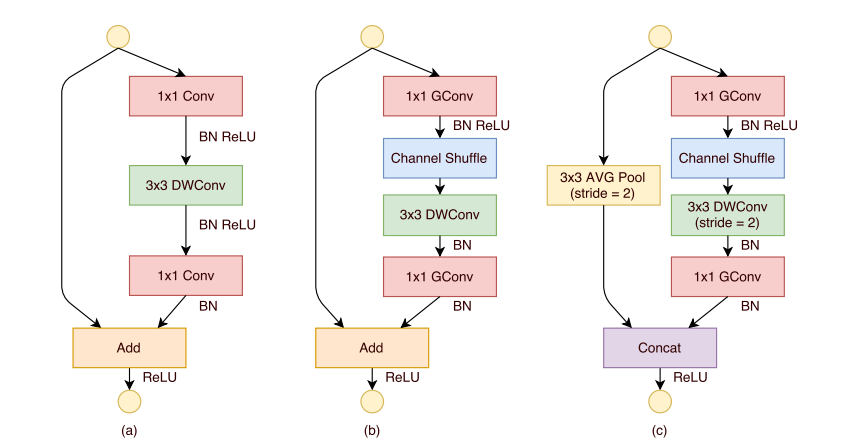 1x1 Conv
BN ReLU
3x3 DWConv
BN ReLU
1x1 Conv
BN
Add
ReLU
(a)
1x1 GConv
BN ReLU
Channel Shuffle
3x3 DWConv
BN
1x1 GConv
BN
Add
ReLU
(b)
1x1 GConv
BN ReLU
Channel Shuffle
3x3 AVG Pool
(stride = 2)
3x3 DWConv
(stride = 2)
BN
1x1 GConv
BN
Concat
ReLU
(c)